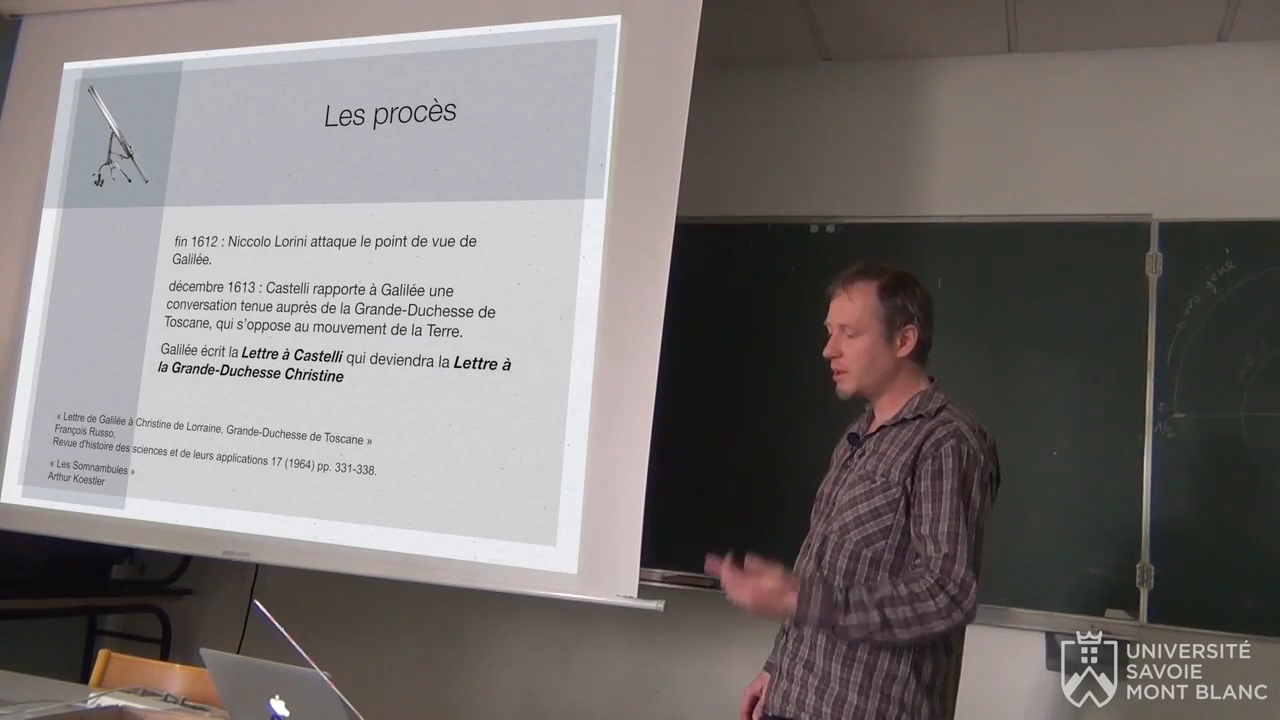 Les procès
fin 1612 : Niccolo Lorini attaque le point de vue de
Galilée.
décembre 1613 : Castelli rapporte à Galilée une
conversation tenue auprès de la Grande-Duchesse de
Toscane, qui s'oppose au mouvement de la Terre.
Galilée écrit la Lettre à Castelli qui deviendra la Lettre à
la Grande-Duchesse Christine
« Lettre de Galilée à Christine de Lorraine, Grande-Duchesse de Toscane »
François Russo,
Revue d'histoire des sciences et de leurs applications 17 (1964) pp. 331-338.
« Les Somnambules »
Arthur Koestler
UNIVERSITÉ
SAVOIE
MONT BLANC